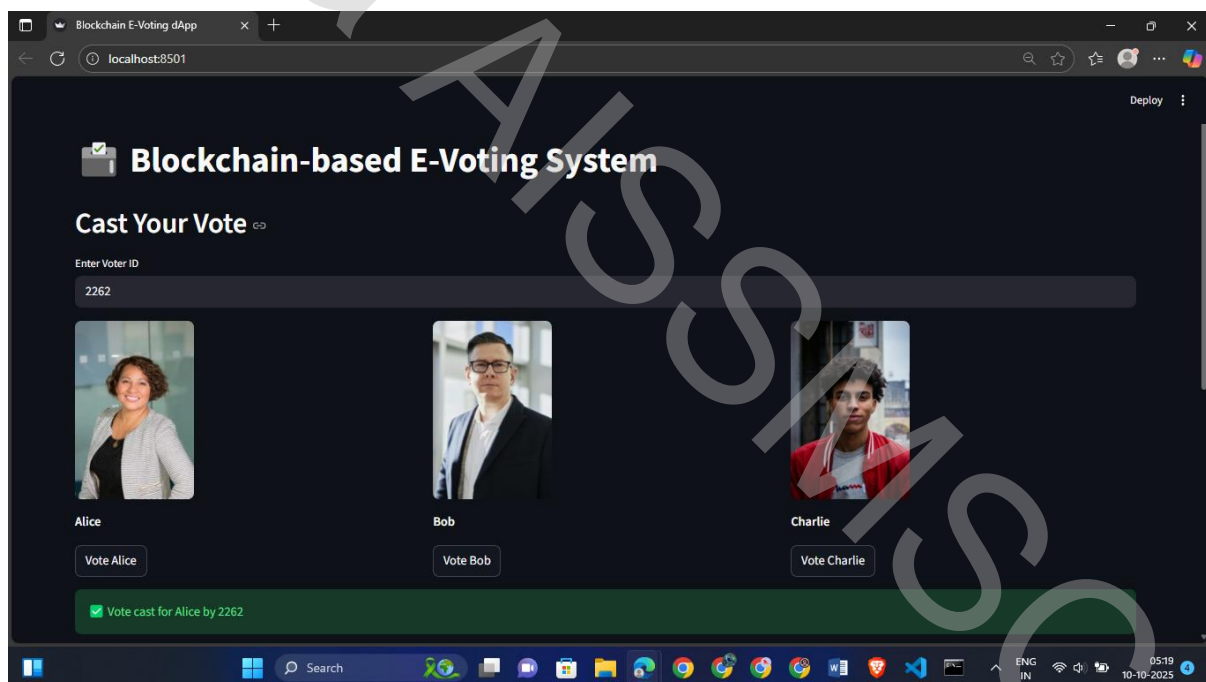 Blockchain E-Voting dApp
localhost:8501
Deploy
Blockchain-based E-Voting System
Cast Your Vote
Enter Voter ID
2262
Alice
Bob
Charlie
Vote Alice
Vote Bob
Vote Charlie
Vote cast for Alice by 2262
Search
ENG
IN
05:19
10-10-2025
4
AISSMSC